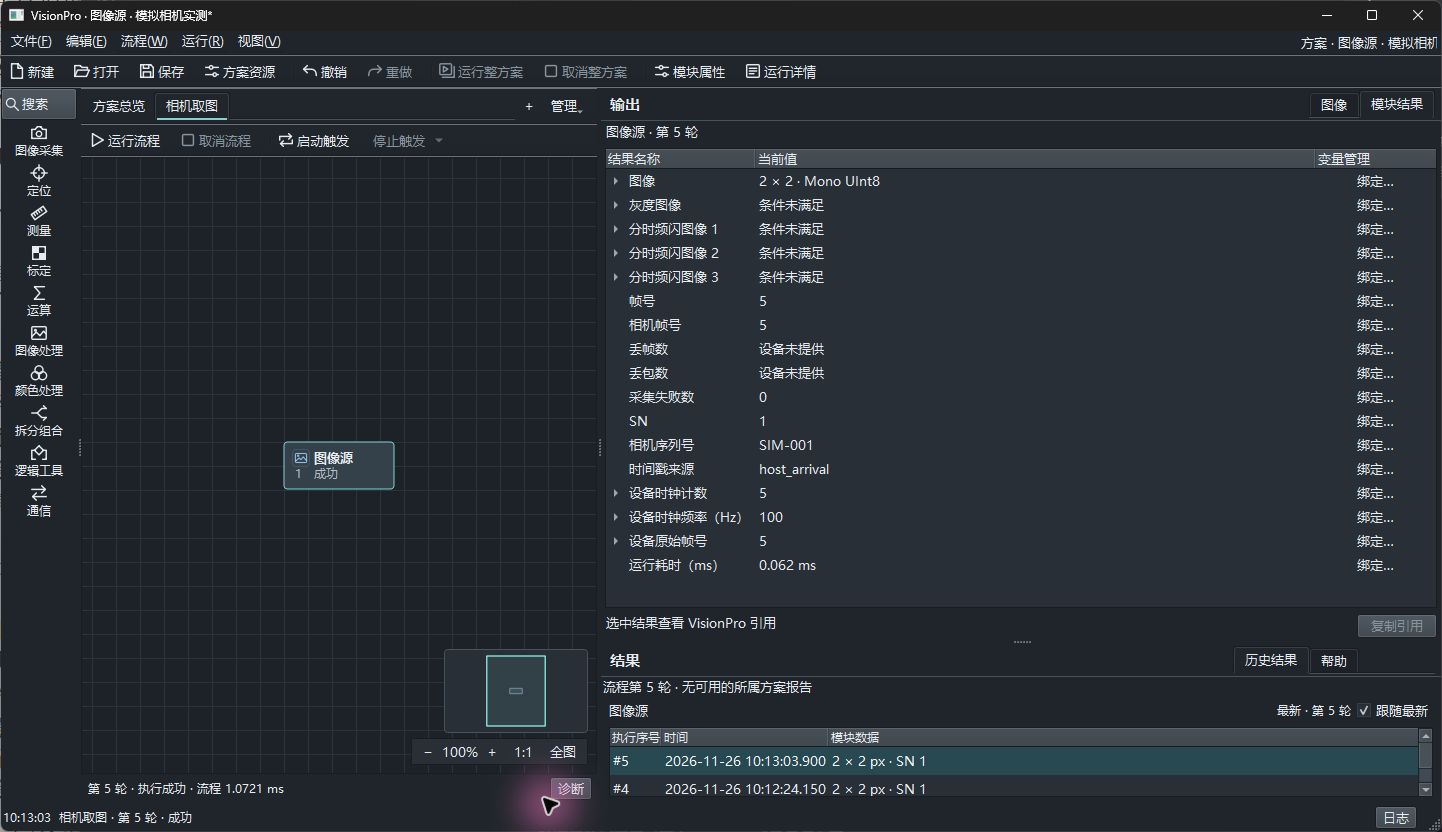 VisionPro · 图像源 · 模拟相机实测*
文件(F) 编辑(E) 流程(W) 运行(R) 视图(V)
方案 · 图像源 · 模拟相机
新建 打开 保存 方案资源 撤销 重做 运行整方案 取消整方案 模块属性 运行详情
搜索
图像采集
定位
测量
标定
运算
图像处理
颜色处理
拆分组合
逻辑工具
通信
方案总览 相机取图 + 管理
运行流程 取消流程 启动触发 停止触发
图像源
1 成功
− 100% + 1:1 全图
第 5 轮 · 执行成功 · 流程 1.0721 ms
诊断
输出
图像 模块结果
图像源 · 第 5 轮
结果名称 当前值 变量管理
图像 2 × 2 · Mono UInt8 绑定...
灰度图像 条件未满足 绑定...
分时频闪图像 1 条件未满足 绑定...
分时频闪图像 2 条件未满足 绑定...
分时频闪图像 3 条件未满足 绑定...
帧号 5 绑定...
相机帧号 5 绑定...
丢帧数 设备未提供 绑定...
丢包数 设备未提供 绑定...
采集失败数 0 绑定...
SN 1 绑定...
相机序列号 SIM-001 绑定...
时间戳来源 host_arrival 绑定...
设备时钟计数 5 绑定...
设备时钟频率（Hz） 100 绑定...
设备原始帧号 5 绑定...
运行耗时（ms） 0.062 ms 绑定...
选中结果查看 VisionPro 引用
复制引用
结果
历史结果 帮助
流程第 5 轮 · 无可用的所属方案报告
图像源
最新 · 第 5 轮 ✓ 跟随最新
执行序号 时间 模块数据
#5 2026-11-26 10:13:03.900 2 × 2 px · SN 1
#4 2026-11-26 10:12:24.150 2 × 2 px · SN 1
10:13:03 相机取图 · 第 5 轮 · 成功
日志